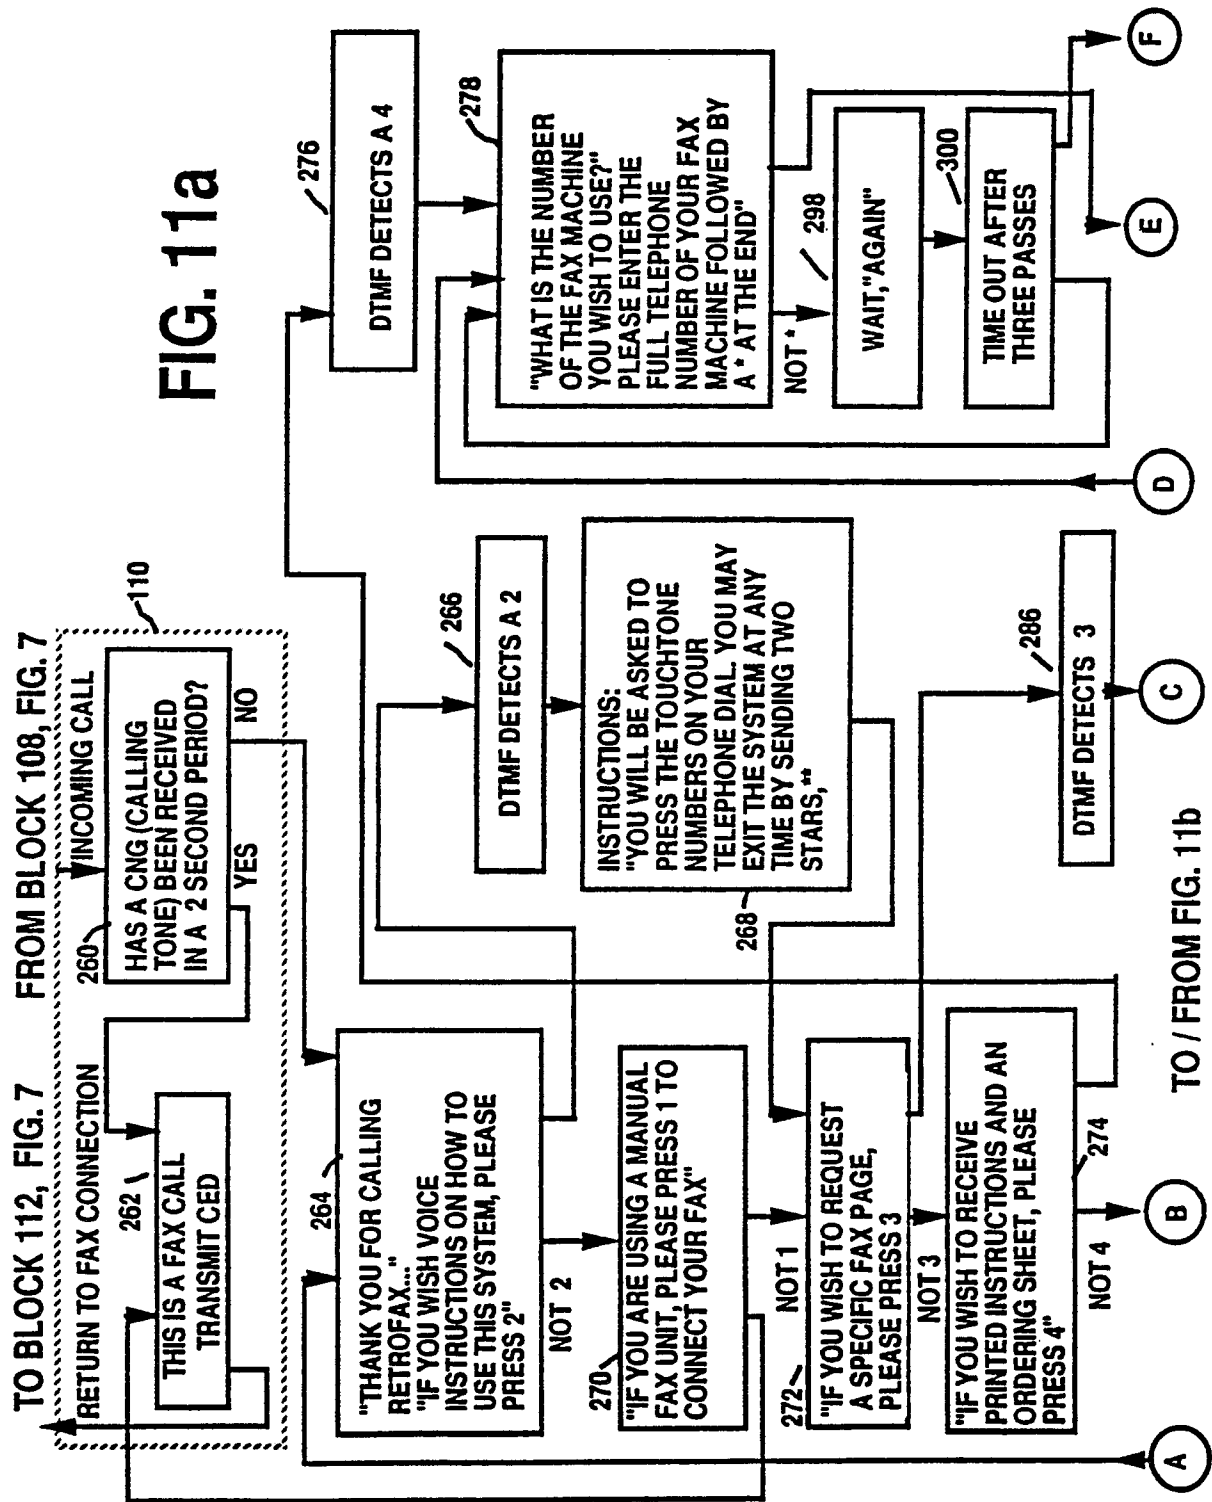 FIG. 11a
TO BLOCK 112, FIG. 7
FROM BLOCK 108, FIG. 7
RETURN TO FAX CONNECTION
INCOMING CALL
110
260
HAS A CNG (CALLING
TONE) BEEN RECEIVED
IN A 2 SECOND PERIOD?
YES
NO
262
THIS IS A FAX CALL
TRANSMIT CED
264
"THANK YOU FOR CALLING
RETROFAX..."
"IF YOU WISH VOICE
INSTRUCTIONS ON HOW TO
USE THIS SYSTEM, PLEASE
PRESS 2"
NOT 2
266
DTMF DETECTS A 2
INSTRUCTIONS:
"YOU WILL BE ASKED TO
PRESS THE TOUCHTONE
NUMBERS ON YOUR
TELEPHONE DIAL. YOU MAY
EXIT THE SYSTEM AT ANY
TIME BY SENDING TWO
STARS,**
268
270
"IF YOU ARE USING A MANUAL
FAX UNIT, PLEASE PRESS 1 TO
CONNECT YOUR FAX"
NOT 1
272
"IF YOU WISH TO REQUEST
A SPECIFIC FAX PAGE,
PLEASE PRESS 3
NOT 3
"IF YOU WISH TO RECEIVE
PRINTED INSTRUCTIONS AND AN
ORDERING SHEET, PLEASE
PRESS 4"
274
NOT 4
276
DTMF DETECTS A 4
278
"WHAT IS THE NUMBER
OF THE FAX MACHINE
YOU WISH TO USE?"
PLEASE ENTER THE
FULL TELEPHONE
NUMBER OF YOUR FAX
MACHINE FOLLOWED BY
A * AT THE END"
NOT *
298
WAIT,"AGAIN"
300
TIME OUT AFTER
THREE PASSES
286
DTMF DETECTS 3
A
B
C
D
E
F
TO / FROM FIG. 11b